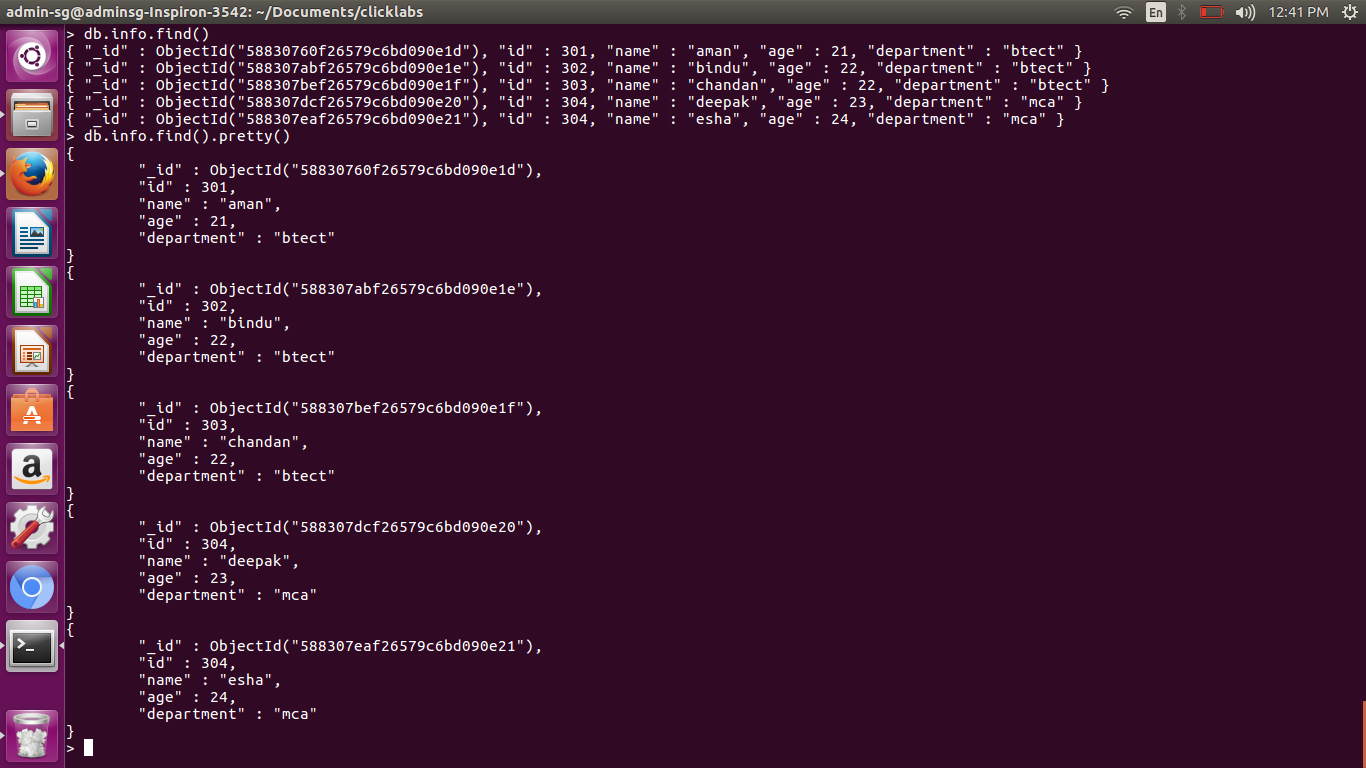 admin-sg@adminsg-Inspiron-3542: ~/Documents/clicklabs En 12:41 PM
> db.info.find()
{ "_id" : ObjectId("58830760f26579c6bd090e1d"), "id" : 301, "name" : "aman", "age" : 21, "department" : "btect" }
{ "_id" : ObjectId("588307abf26579c6bd090e1e"), "id" : 302, "name" : "bindu", "age" : 22, "department" : "btect" }
{ "_id" : ObjectId("588307bef26579c6bd090e1f"), "id" : 303, "name" : "chandan", "age" : 22, "department" : "btect" }
{ "_id" : ObjectId("588307dcf26579c6bd090e20"), "id" : 304, "name" : "deepak", "age" : 23, "department" : "mca" }
{ "_id" : ObjectId("588307eaf26579c6bd090e21"), "id" : 304, "name" : "esha", "age" : 24, "department" : "mca" }
> db.info.find().pretty()
{
"_id" : ObjectId("58830760f26579c6bd090e1d"),
"id" : 301,
"name" : "aman",
"age" : 21,
"department" : "btect"
}
{
"_id" : ObjectId("588307abf26579c6bd090e1e"),
"id" : 302,
"name" : "bindu",
"age" : 22,
"department" : "btect"
}
{
"_id" : ObjectId("588307bef26579c6bd090e1f"),
"id" : 303,
"name" : "chandan",
"age" : 22,
"department" : "btect"
}
{
"_id" : ObjectId("588307dcf26579c6bd090e20"),
"id" : 304,
"name" : "deepak",
"age" : 23,
"department" : "mca"
}
{
"_id" : ObjectId("588307eaf26579c6bd090e21"),
"id" : 304,
"name" : "esha",
"age" : 24,
"department" : "mca"
}
>